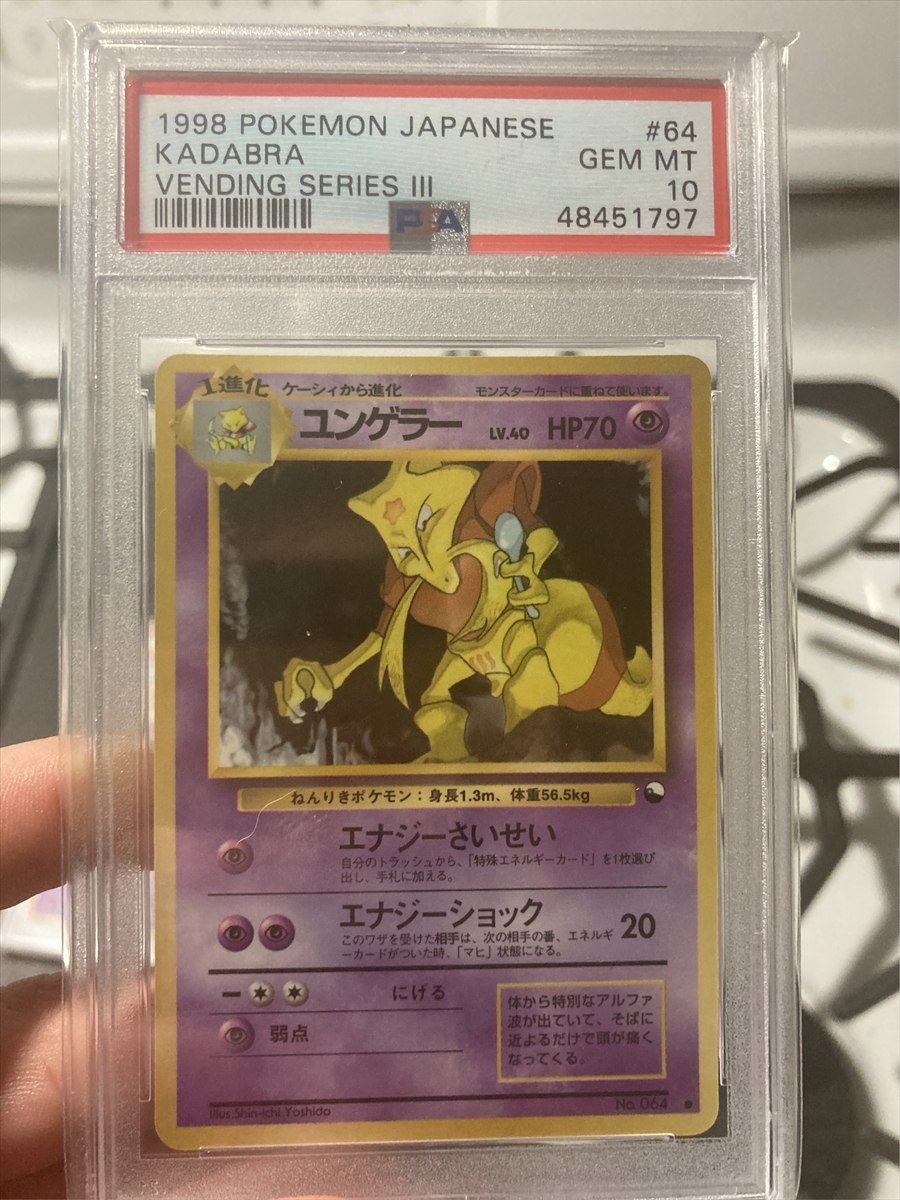 1998 POKEMON JAPANESE #64
KADABRA GEM MT
VENDING SERIES III 10
PSA 48451797
1進化 ケーシィから進化 モンスターカードに重ねて使います。
ユンゲラー LV.40 HP70
ねんりきポケモン：身長1.3m、体重56.5kg
エナジーさいせい
自分のトラッシュから、「特殊エネルギーカード」を1枚選び
出し、手札に加える。
エナジーショック 20
このワザを受けた相手は、次の相手の番、エネルギ
ーカードがついた時、「マヒ」状態になる。
にげる
弱点
体から特別なアルファ
波が出ていて、そばに
近よるだけで頭が痛く
なってくる。
Illus.Shin-ichi Yoshida No. 064